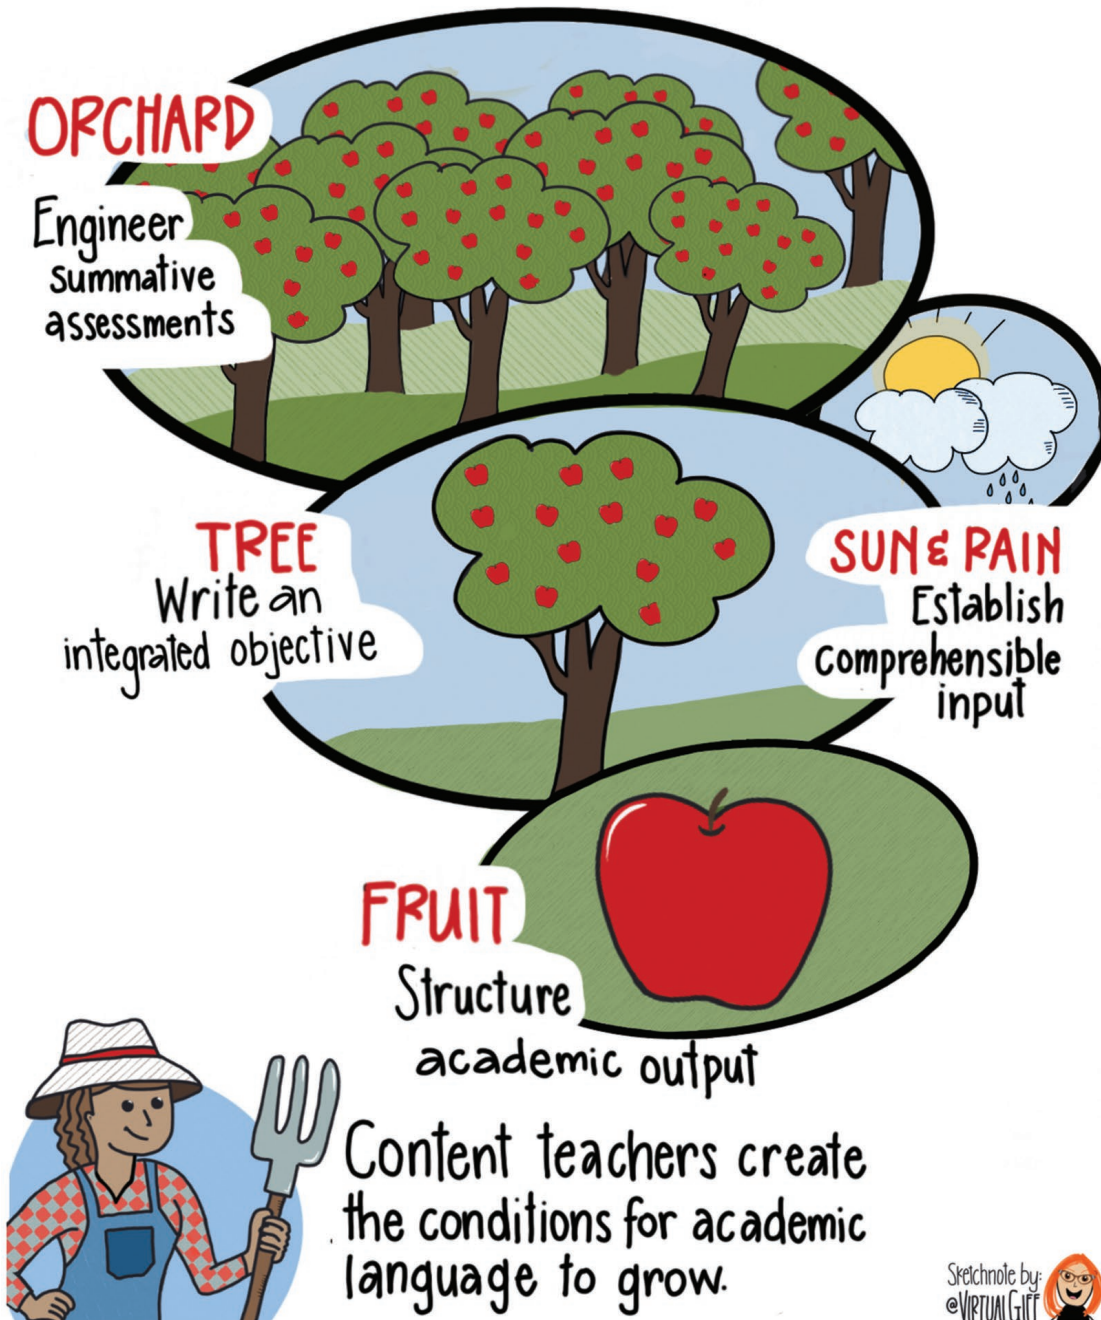 ORCHARD
Engineer
summative
assessments
TREE
Write an
integrated objective
SUN & RAIN
Establish
comprehensible
input
FRUIT
Structure
academic output
Content teachers create
the conditions for academic
language to grow.
Sketchnote by:
@VIRTUALGIFF